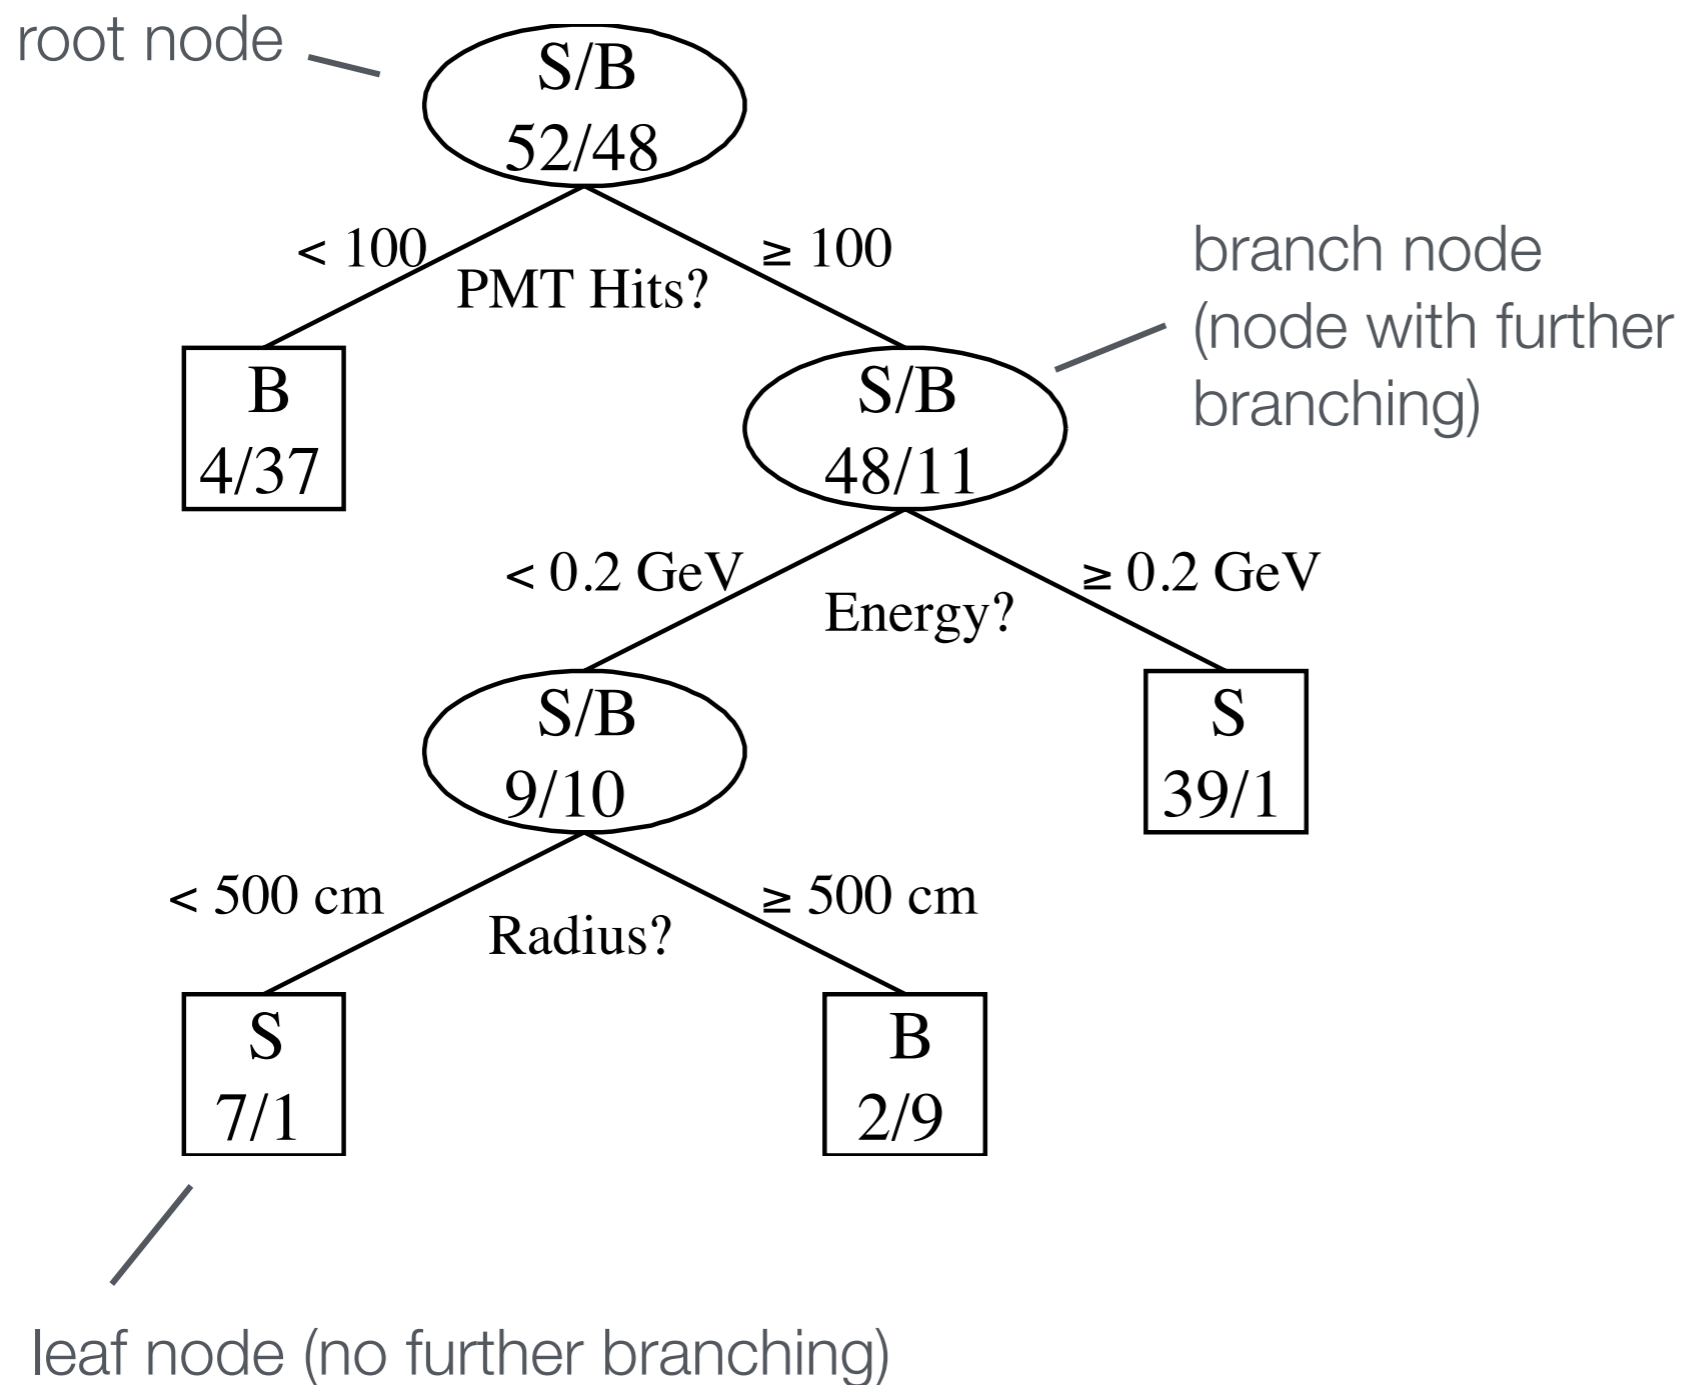 root node
S/B
52/48
< 100
≥ 100
PMT Hits?
branch node
(node with further
branching)
B
4/37
S/B
48/11
< 0.2 GeV
≥ 0.2 GeV
Energy?
S/B
9/10
S
39/1
< 500 cm
≥ 500 cm
Radius?
S
7/1
B
2/9
leaf node (no further branching)